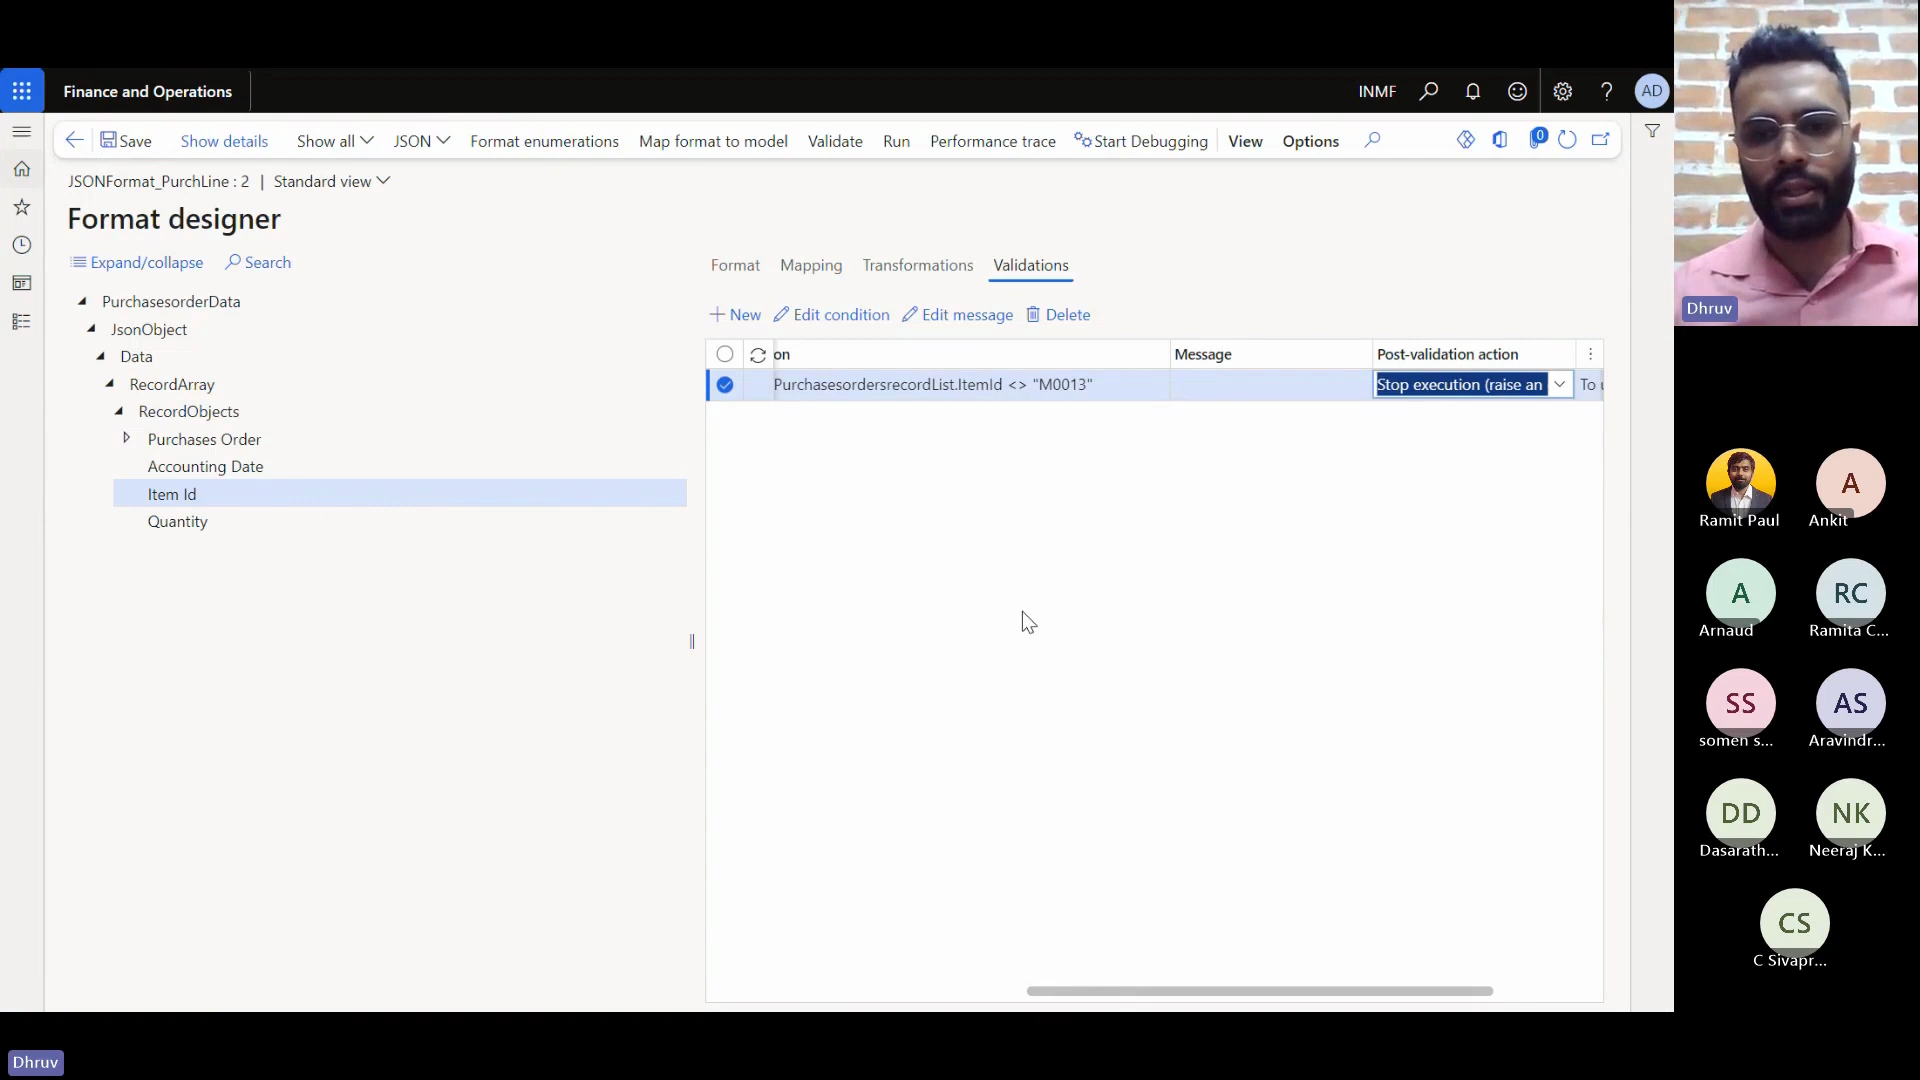 Finance and Operations
INMF
AD
Save
Show details
Show all
JSON
Format enumerations
Map format to model
Validate
Run
Performance trace
Start Debugging
View
Options
0
JSONFormat_PurchLine : 2 | Standard view
Format designer
Expand/collapse
Search
PurchasesorderData
JsonObject
Data
RecordArray
RecordObjects
Purchases Order
Accounting Date
Item Id
Quantity
Format
Mapping
Transformations
Validations
New
Edit condition
Edit message
Delete
on
Message
Post-validation action
PurchasesordersrecordList.ItemId <> "M0013"
Stop execution (raise an
To
Dhruv
Ramit Paul
A
Ankit
A
Arnaud
RC
Ramita C...
SS
somen s...
AS
Aravindr...
DD
Dasarath...
NK
Neeraj K...
CS
C Sivapr...
Dhruv